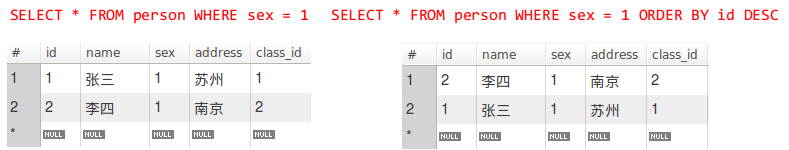 SELECT * FROM person WHERE sex = 1
# id name sex address class_id
1 1 张三 1 苏州 1
2 2 李四 1 南京 2
* NULL NULL NULL NULL NULL
SELECT * FROM person WHERE sex = 1 ORDER BY id DESC
# id name sex address class_id
1 2 李四 1 南京 2
2 1 张三 1 苏州 1
* NULL NULL NULL NULL NULL